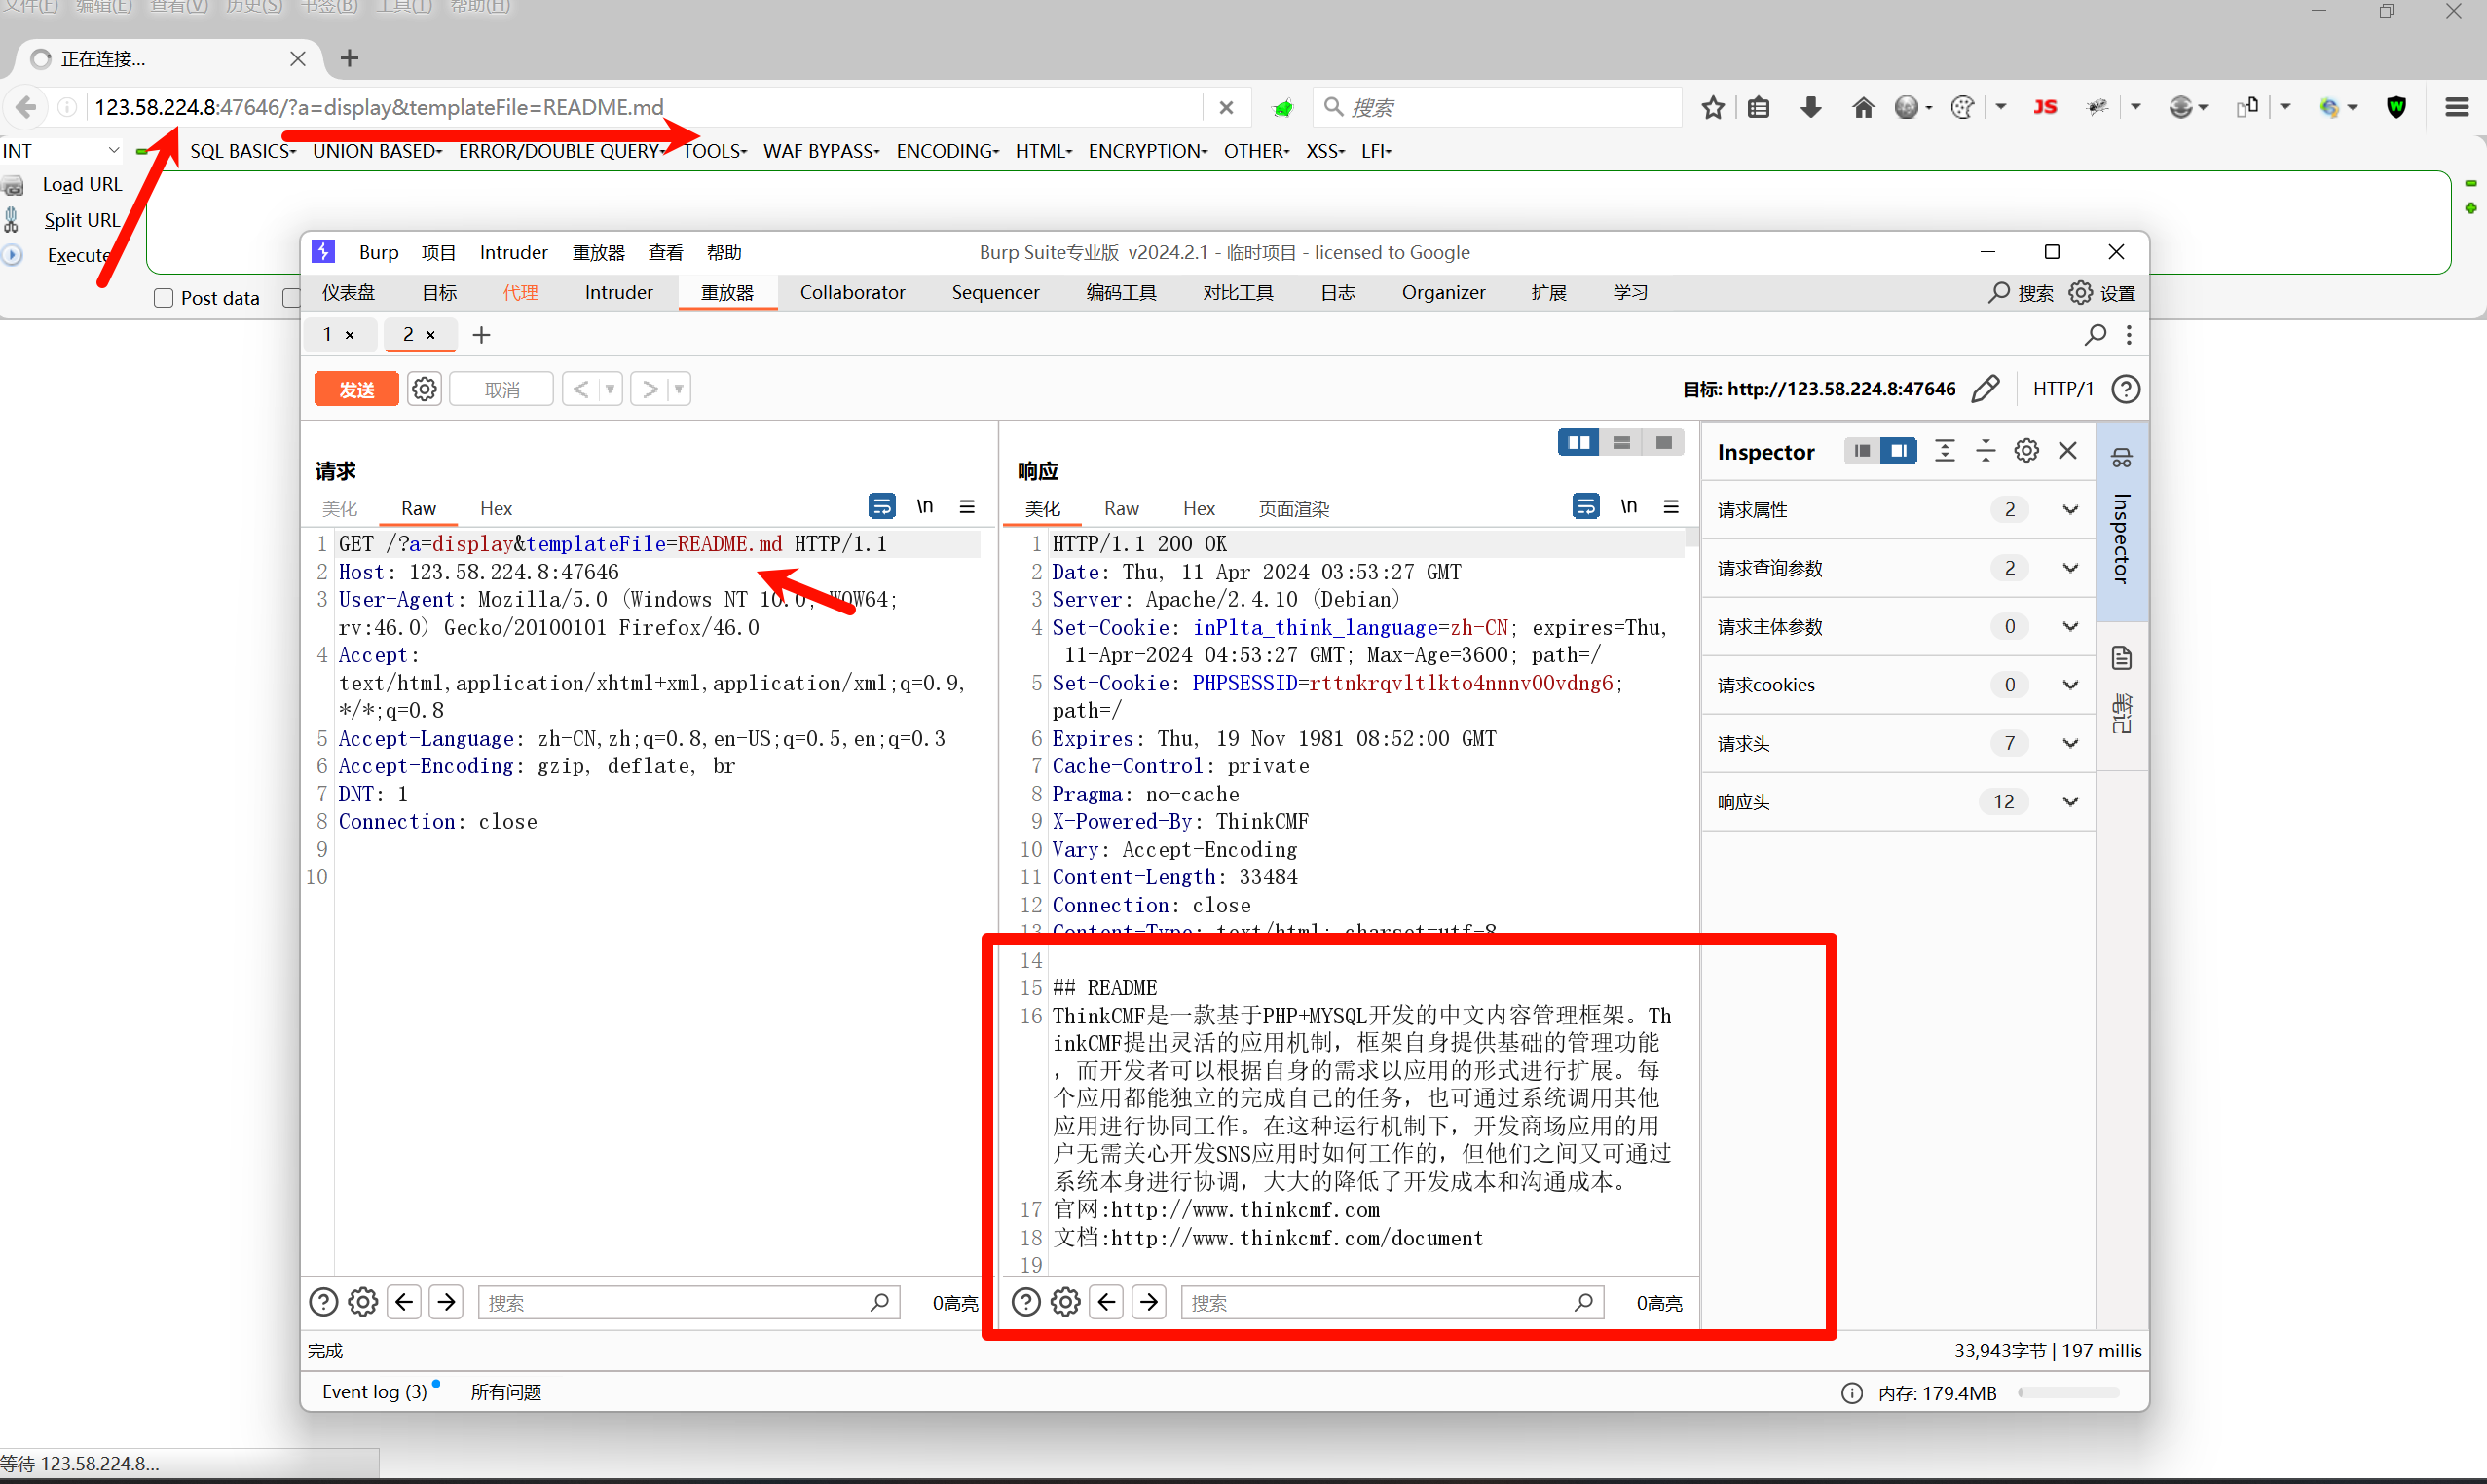 文件(F) 编辑(E) 查看(V) 历史(S) 书签(B) 工具(T) 帮助(H)
正在连接...
123.58.224.8:47646/?a=display&templateFile=README.md
搜索
JS
INT
SQL BASICS UNION BASED ERROR/DOUBLE QUERY TOOLS WAF BYPASS ENCODING HTML ENCRYPTION OTHER XSS LFI
Load URL
Split URL
Execute
Post data
Burp 项目 Intruder 重放器 查看 帮助
Burp Suite专业版 v2024.2.1 - 临时项目 - licensed to Google
仪表盘 目标 代理 Intruder 重放器 Collaborator Sequencer 编码工具 对比工具 日志 Organizer 扩展 学习
搜索 设置
1 × 2 × +
发送 取消 < >
目标: http://123.58.224.8:47646 HTTP/1
请求
美化 Raw Hex \n
1 GET /?a=display&templateFile=README.md HTTP/1.1
2 Host: 123.58.224.8:47646
3 User-Agent: Mozilla/5.0 (Windows NT 10.0; WOW64;
rv:46.0) Gecko/20100101 Firefox/46.0
4 Accept:
text/html,application/xhtml+xml,application/xml;q=0.9,
*/*;q=0.8
5 Accept-Language: zh-CN,zh;q=0.8,en-US;q=0.5,en;q=0.3
6 Accept-Encoding: gzip, deflate, br
7 DNT: 1
8 Connection: close
9
10
搜索 0高亮
响应
美化 Raw Hex 页面渲染 \n
1 HTTP/1.1 200 OK
2 Date: Thu, 11 Apr 2024 03:53:27 GMT
3 Server: Apache/2.4.10 (Debian)
4 Set-Cookie: inPlta_think_language=zh-CN; expires=Thu,
11-Apr-2024 04:53:27 GMT; Max-Age=3600; path=/
5 Set-Cookie: PHPSESSID=rttnkrqvltlkto4nnnv00vdng6;
path=/
6 Expires: Thu, 19 Nov 1981 08:52:00 GMT
7 Cache-Control: private
8 Pragma: no-cache
9 X-Powered-By: ThinkCMF
10 Vary: Accept-Encoding
11 Content-Length: 33484
12 Connection: close
13 Content-Type: text/html; charset=utf-8
14
15 ## README
16 ThinkCMF是一款基于PHP+MYSQL开发的中文内容管理框架。Th
inkCMF提出灵活的应用机制，框架自身提供基础的管理功能
，而开发者可以根据自身的需求以应用的形式进行扩展。每
个应用都能独立的完成自己的任务，也可通过系统调用其他
应用进行协同工作。在这种运行机制下，开发商场应用的用
户无需关心开发SNS应用时如何工作的，但他们之间又可通过
系统本身进行协调，大大的降低了开发成本和沟通成本。
17 官网:http://www.thinkcmf.com
18 文档:http://www.thinkcmf.com/document
19
搜索 0高亮
Inspector
请求属性 2
请求查询参数 2
请求主体参数 0
请求cookies 0
请求头 7
响应头 12
Inspector
笔记
完成
33,943字节 | 197 millis
Event log (3) 所有问题
内存: 179.4MB
等待 123.58.224.8...